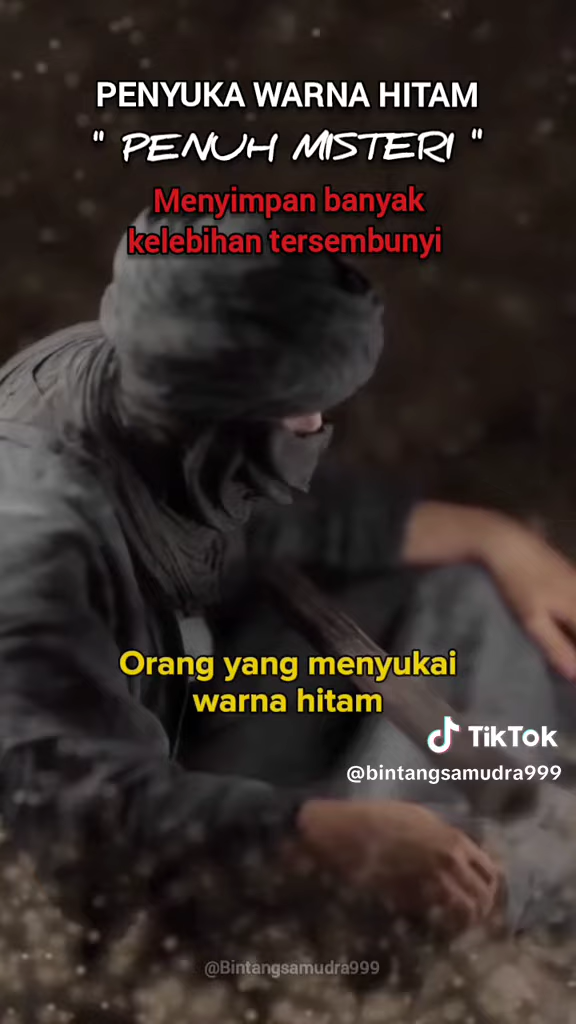 PENYUKA WARNA HITAM
" PENUH MISTERI "
Menyimpan banyak
kelebihan tersembunyi
Orang yang menyukai
warna hitam
TikTok
@bintangsamudra999
@Bintangsamudra999